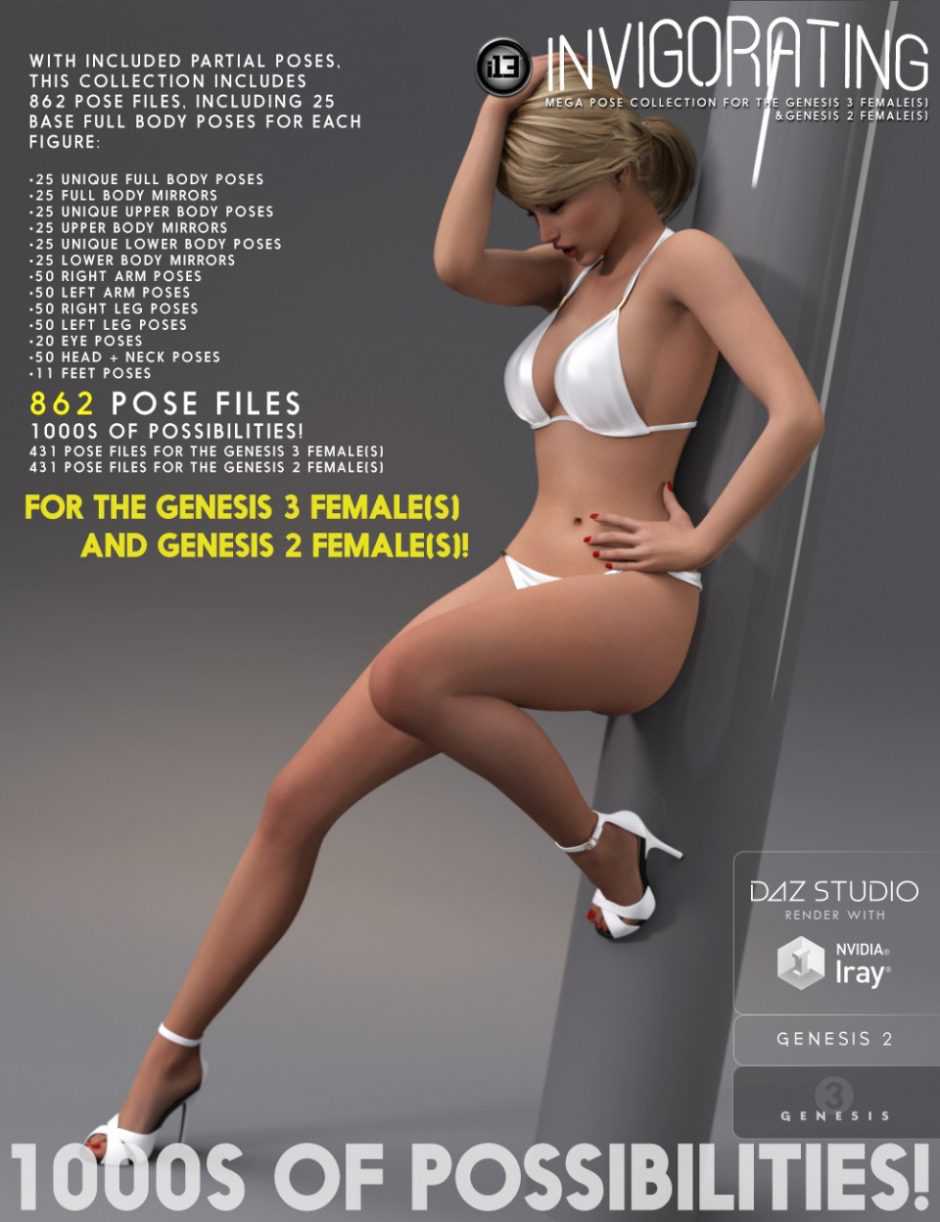 WITH INCLUDED PARTIAL POSES,
THIS COLLECTION INCLUDES
862 POSE FILES, INCLUDING 25
BASE FULL BODY POSES FOR EACH
FIGURE:
•25 UNIQUE FULL BODY POSES
•25 FULL BODY MIRRORS
•25 UNIQUE UPPER BODY POSES
•25 UPPER BODY MIRRORS
•25 UNIQUE LOWER BODY POSES
•25 LOWER BODY MIRRORS
•50 RIGHT ARM POSES
•50 LEFT ARM POSES
•50 RIGHT LEG POSES
•50 LEFT LEG POSES
•20 EYE POSES
•50 HEAD + NECK POSES
•11 FEET POSES
862 POSE FILES
1000S OF POSSIBILITIES!
431 POSE FILES FOR THE GENESIS 3 FEMALE(S)
431 POSE FILES FOR THE GENESIS 2 FEMALE(S)
FOR THE GENESIS 3 FEMALE(S)
AND GENESIS 2 FEMALE(S)!
i13
INVIGORATING
MEGA POSE COLLECTION FOR THE GENESIS 3 FEMALE(S)
&GENESIS 2 FEMALE(S)
DAZ STUDIO
RENDER WITH
NVIDIA®
Iray®
GENESIS 2
3
GENESIS
1000S OF POSSIBILITIES!